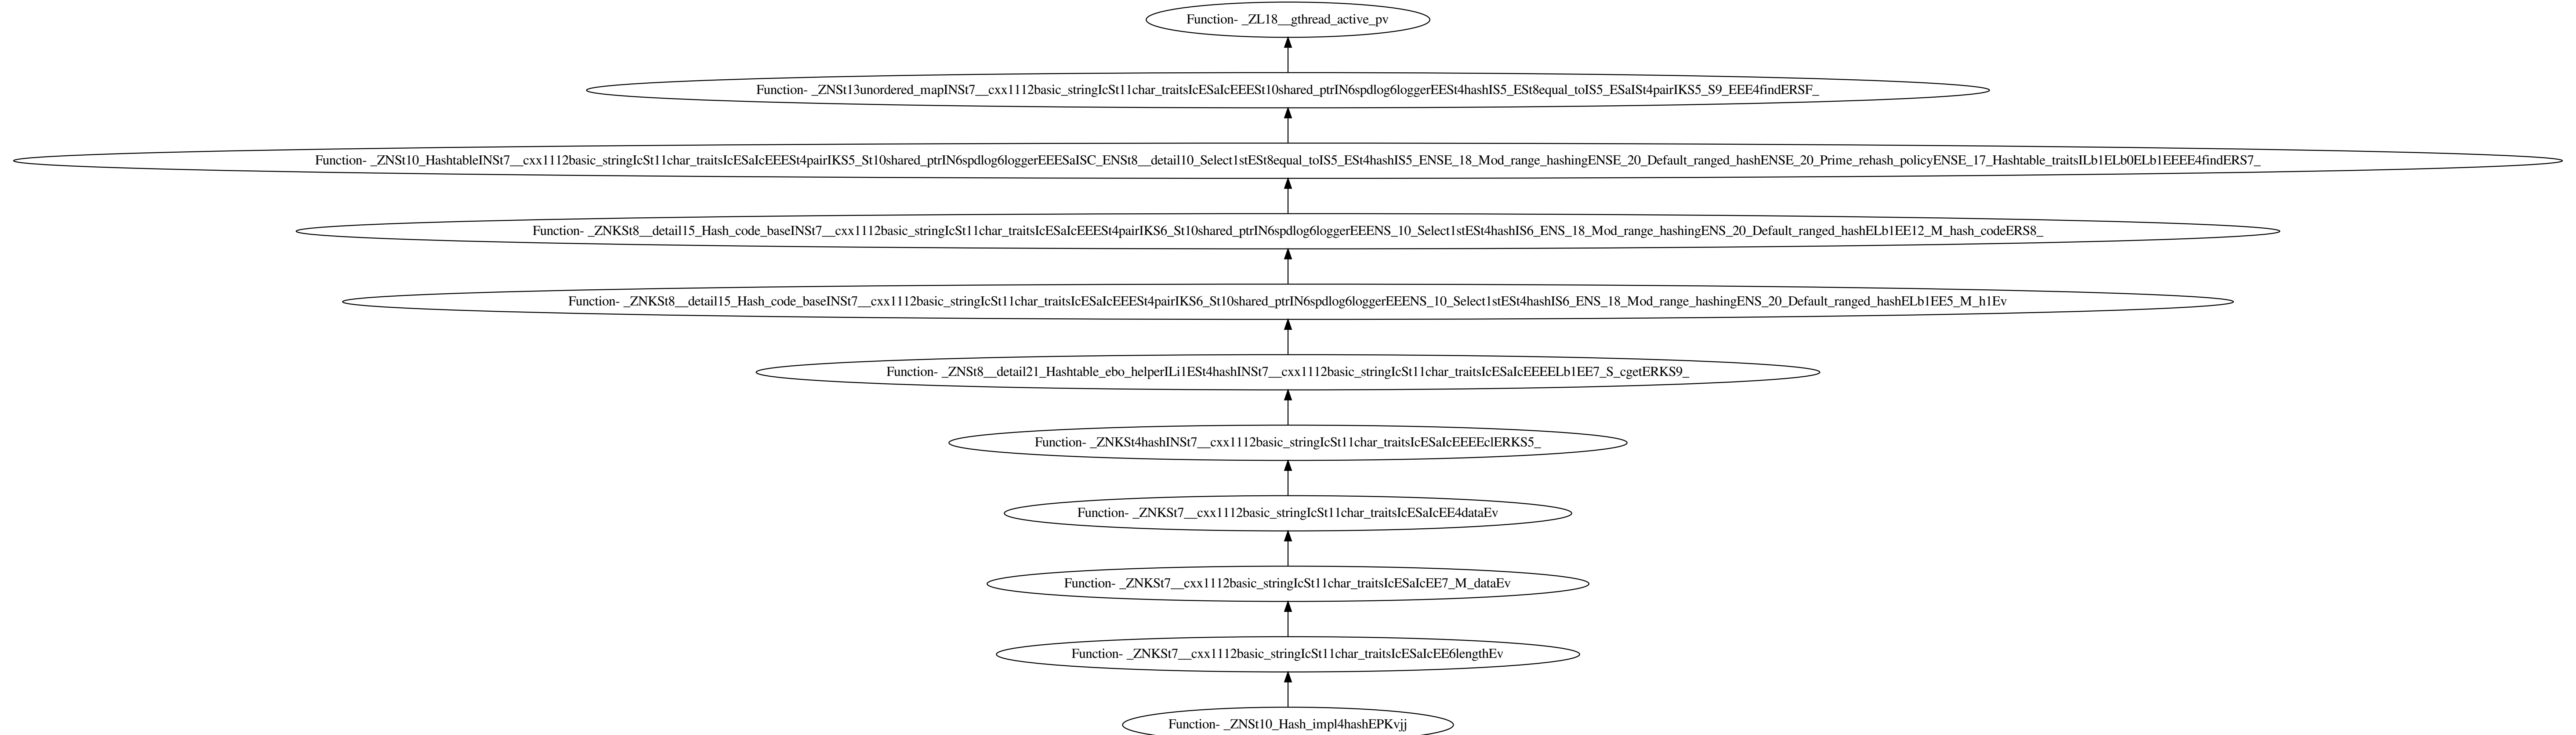 Function- _ZL18__gthread_active_pv
Function- _ZNSt13unordered_mapINSt7__cxx1112basic_stringIcSt11char_traitsIcESaIcEEESt10shared_ptrIN6spdlog6loggerEESt4hashIS5_ESt8equal_toIS5_ESaISt4pairIKS5_S9_EEE4findERSF_
Function- _ZNSt10_HashtableINSt7__cxx1112basic_stringIcSt11char_traitsIcESaIcEEESt4pairIKS5_St10shared_ptrIN6spdlog6loggerEEESaISC_ENSt8__detail10_Select1stESt8equal_toIS5_ESt4hashIS5_ENSE_18_Mod_range_hashingENSE_20_Default_ranged_hashENSE_20_Prime_rehash_policyENSE_17_Hashtable_traitsILb1ELb0ELb1EEEE4findERS7_
Function- _ZNKSt8__detail15_Hash_code_baseINSt7__cxx1112basic_stringIcSt11char_traitsIcESaIcEEESt4pairIKS6_St10shared_ptrIN6spdlog6loggerEEENS_10_Select1stESt4hashIS6_ENS_18_Mod_range_hashingENS_20_Default_ranged_hashELb1EE12_M_hash_codeERS8_
Function- _ZNKSt8__detail15_Hash_code_baseINSt7__cxx1112basic_stringIcSt11char_traitsIcESaIcEEESt4pairIKS6_St10shared_ptrIN6spdlog6loggerEEENS_10_Select1stESt4hashIS6_ENS_18_Mod_range_hashingENS_20_Default_ranged_hashELb1EE5_M_h1Ev
Function- _ZNSt8__detail21_Hashtable_ebo_helperILi1ESt4hashINSt7__cxx1112basic_stringIcSt11char_traitsIcESaIcEEEELb1EE7_S_cgetERKS9_
Function- _ZNKSt4hashINSt7__cxx1112basic_stringIcSt11char_traitsIcESaIcEEEEclERKS5_
Function- _ZNKSt7__cxx1112basic_stringIcSt11char_traitsIcESaIcEE4dataEv
Function- _ZNKSt7__cxx1112basic_stringIcSt11char_traitsIcESaIcEE7_M_dataEv
Function- _ZNKSt7__cxx1112basic_stringIcSt11char_traitsIcESaIcEE6lengthEv
Function- _ZNSt10_Hash_impl4hashEPKvjj